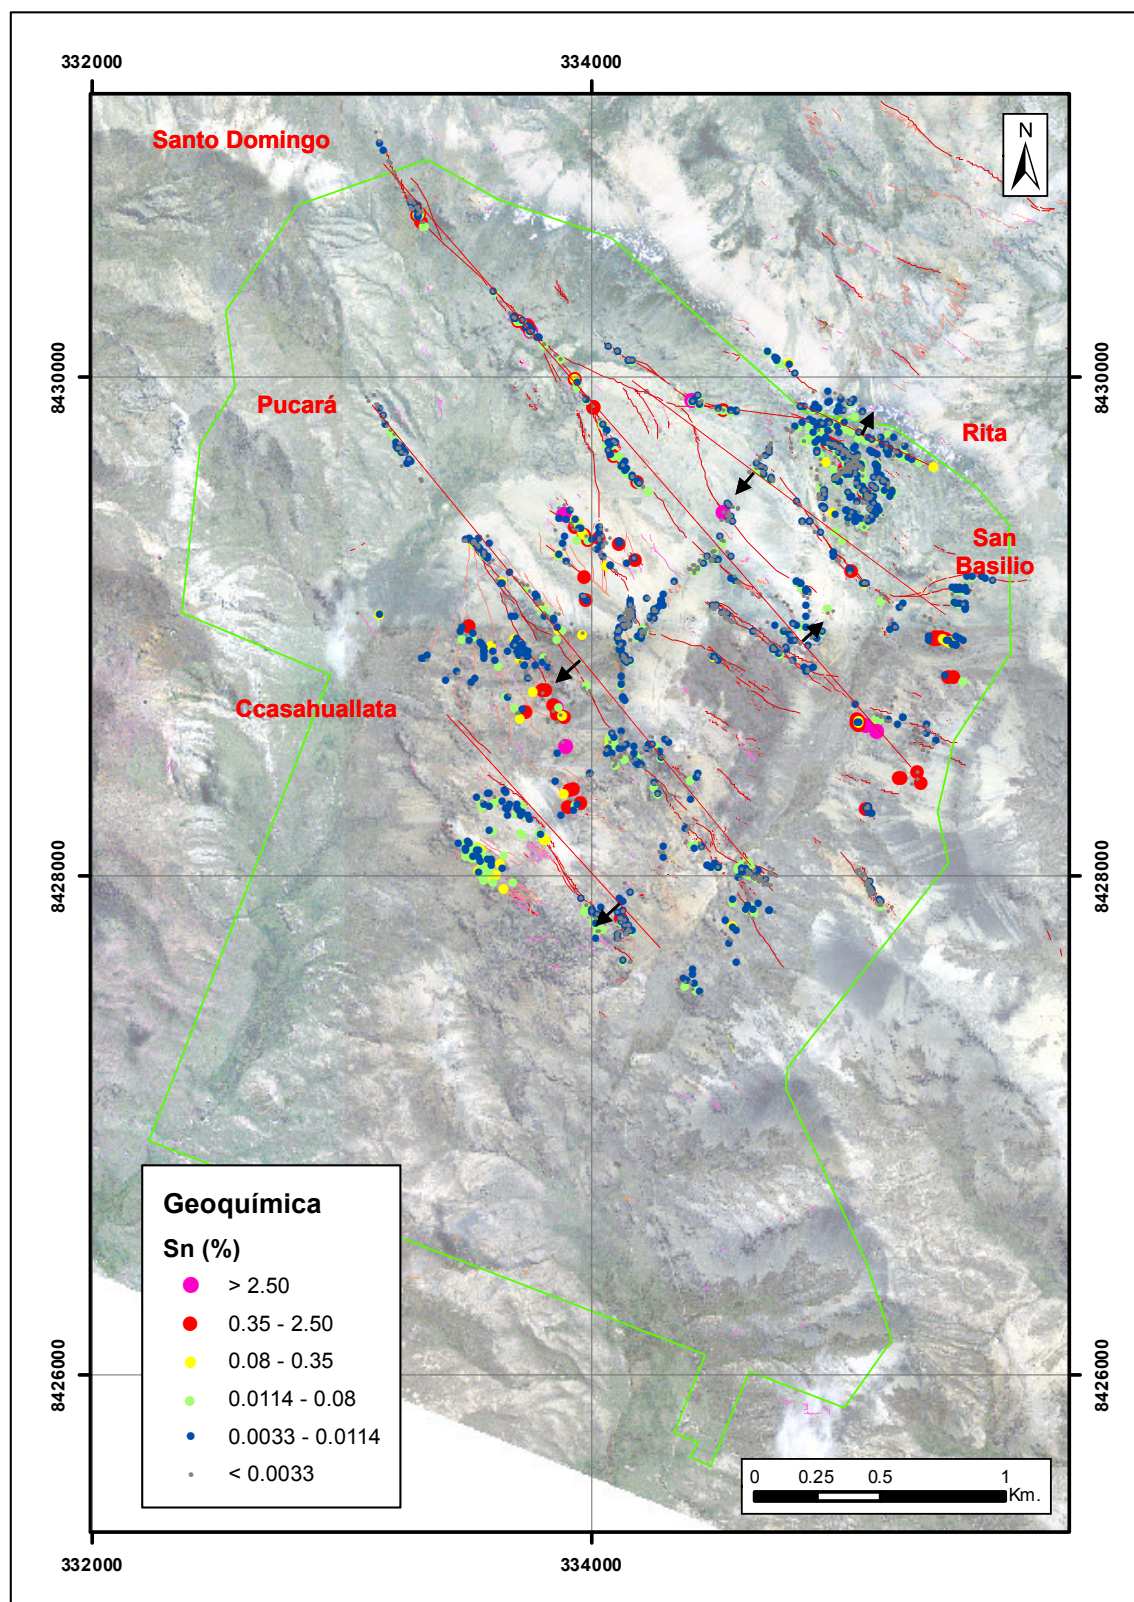 332000
334000
Santo Domingo
N
8430000
8430000
Pucará
Rita
San
Basilio
Ccasahuallata
8428000
8428000
Geoquímica
Sn (%)
> 2.50
0.35 - 2.50
0.08 - 0.35
0.0114 - 0.08
0.0033 - 0.0114
< 0.0033
8426000
8426000
0 0.25 0.5 1
Km.
332000
334000